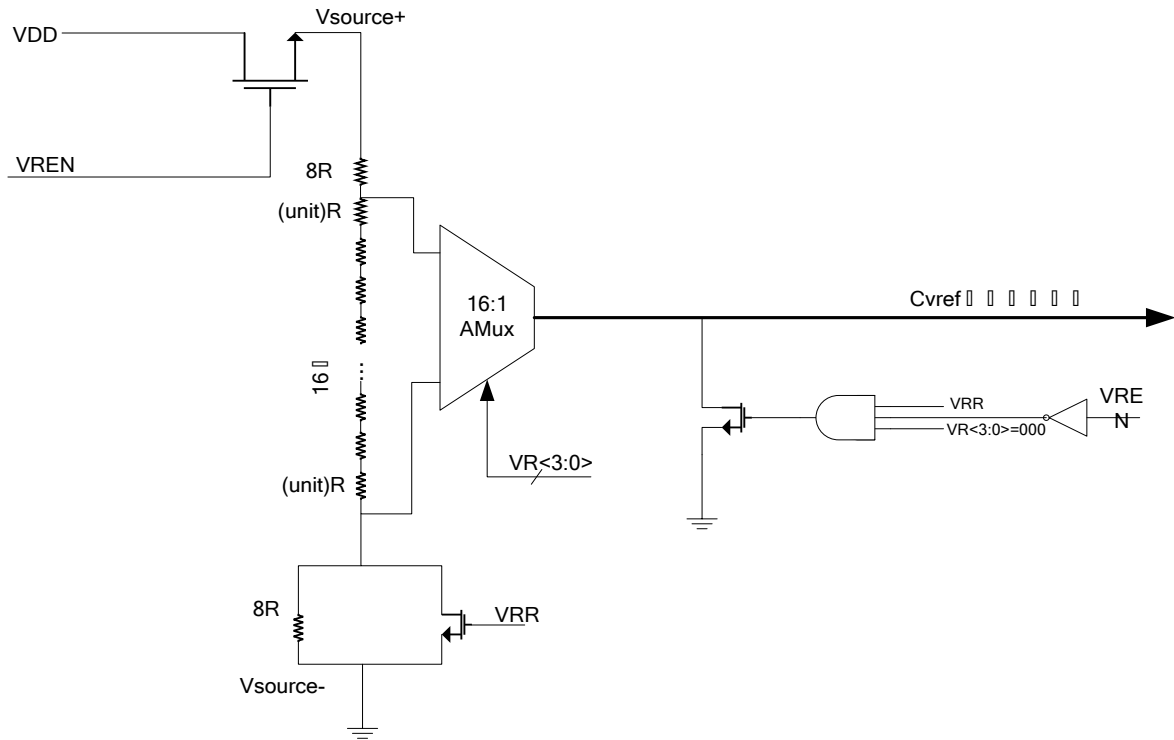 Vsource+
VDD
VREN
8R
(unit)R
16:1
AMux
Cvref
16
...
(unit)R
VR<3:0>
VRR
VR<3:0>=000
VRE
N
8R
VRR
Vsource-